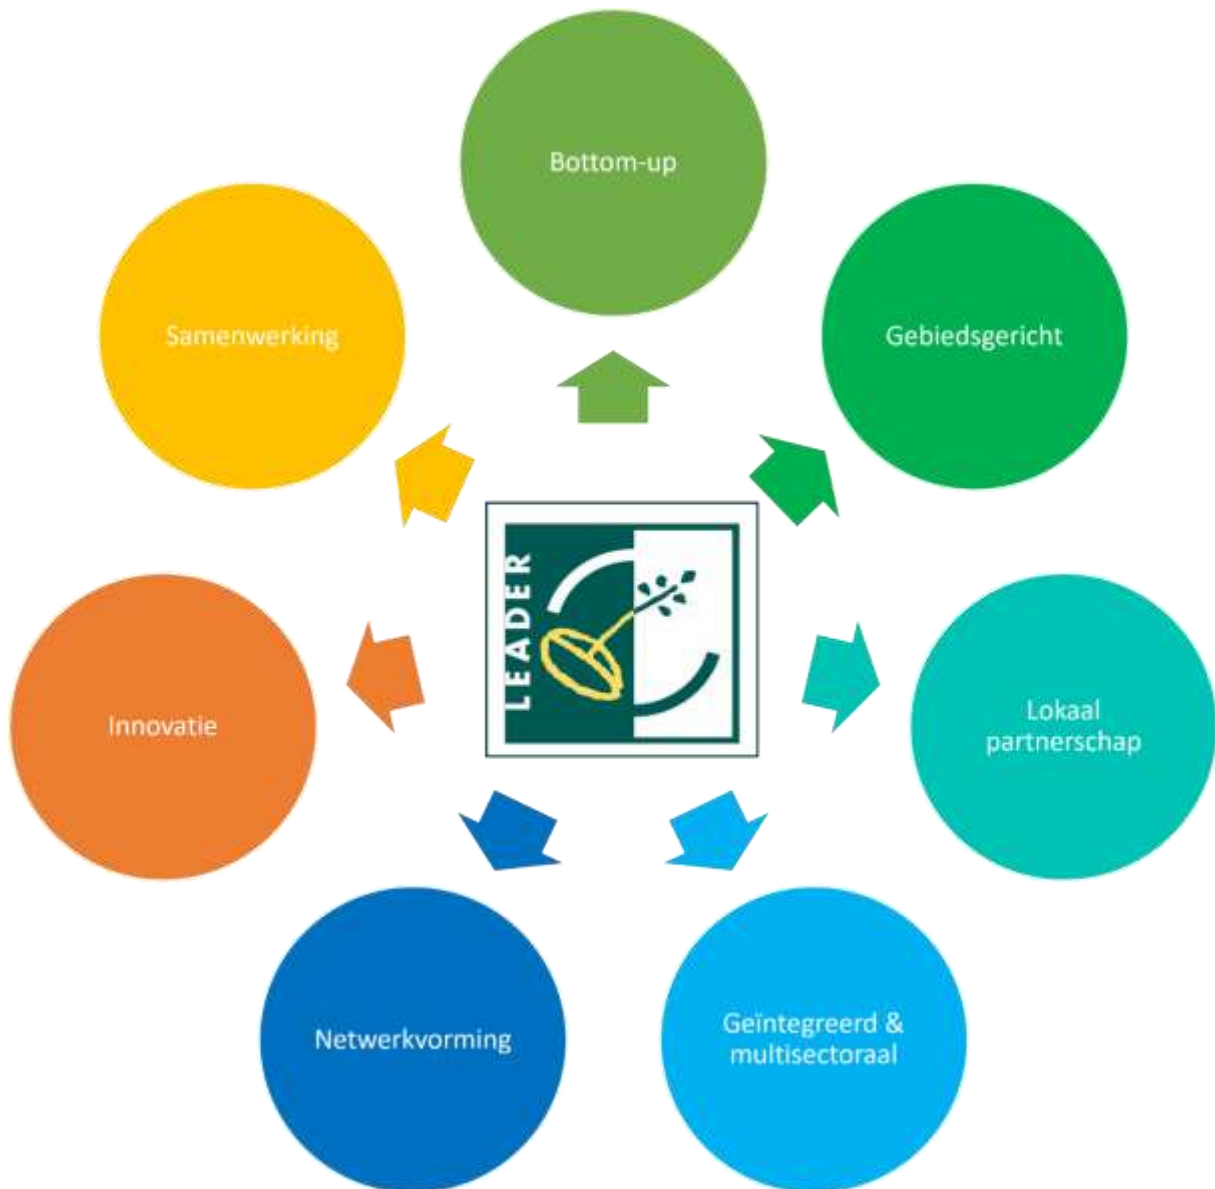 Bottom-up
Samenwerking
Gebiedsgericht
LEADER
Innovatie
Lokaal
partnerschap
Netwerkvorming
Geïntegreerd &
multisectoraal